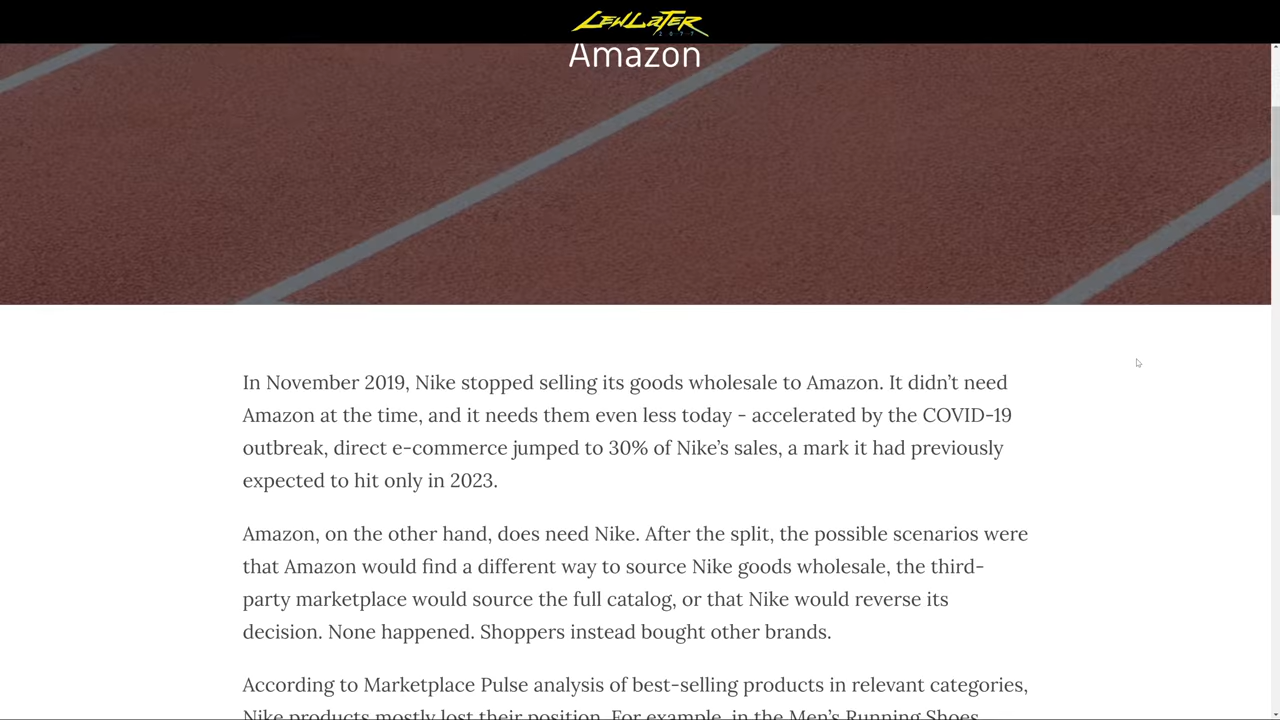 LEWLATER
2077
Amazon
In November 2019, Nike stopped selling its goods wholesale to Amazon. It didn’t need
Amazon at the time, and it needs them even less today - accelerated by the COVID-19
outbreak, direct e-commerce jumped to 30% of Nike’s sales, a mark it had previously
expected to hit only in 2023.
Amazon, on the other hand, does need Nike. After the split, the possible scenarios were
that Amazon would find a different way to source Nike goods wholesale, the third-
party marketplace would source the full catalog, or that Nike would reverse its
decision. None happened. Shoppers instead bought other brands.
According to Marketplace Pulse analysis of best-selling products in relevant categories,
Nike products mostly lost their position. For example, in the Men’s Running Shoes